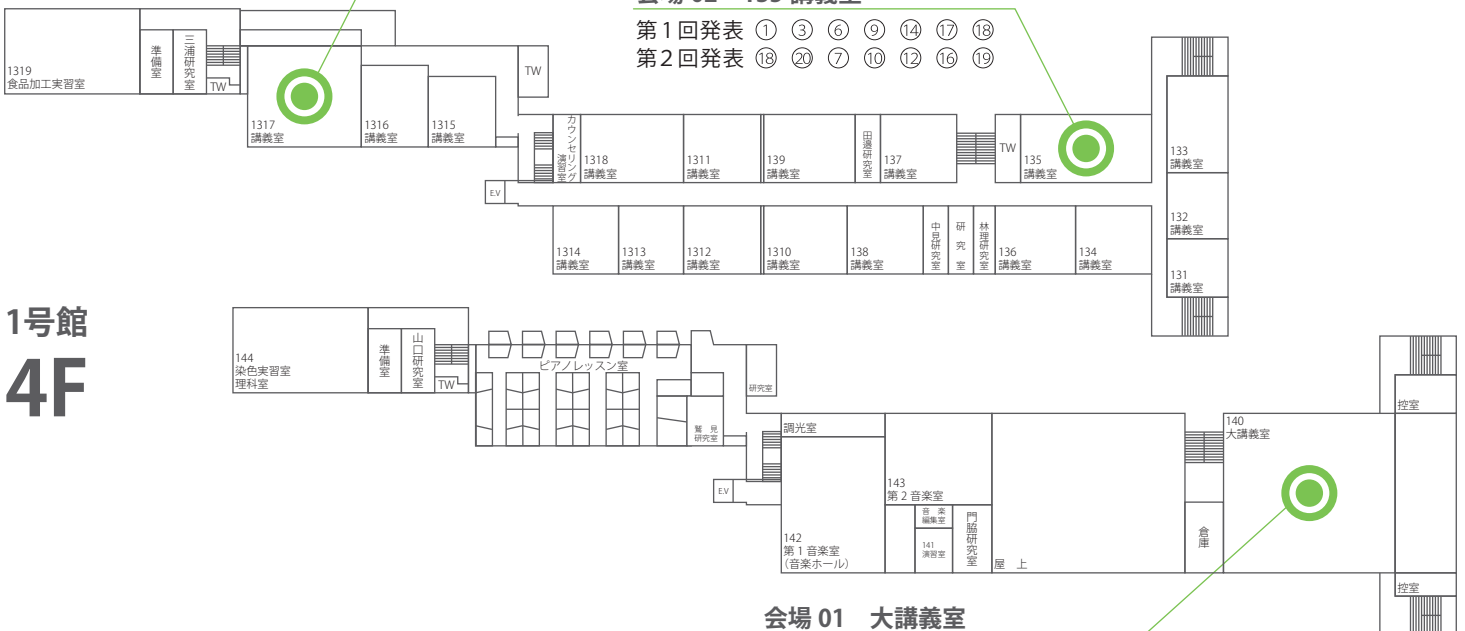 会場 02　135 講義室
第1回発表 ① ③ ⑥ ⑨ ⑭ ⑰ ⑱
第2回発表 ⑱ ⑳ ⑦ ⑩ ⑫ ⑯ ⑲
1319
食品加工実習室
準備室
三浦研究室
TW
1317
講義室
1316
講義室
1315
講義室
TW
カウンセリング
演習室
1318
講義室
1311
講義室
139
講義室
田邉研究室
137
講義室
TW
135
講義室
133
講義室
E.V
1314
講義室
1313
講義室
1312
講義室
1310
講義室
138
講義室
中見研究室
研究室
林理研究室
136
講義室
134
講義室
132
講義室
131
講義室
1号館
4F
144
染色実習室
理科室
準備室
山口研究室
TW
ピアノレッスン室
研究室
鷲見
研究室
E.V
調光室
142
第1音楽室
（音楽ホール）
143
第2音楽室
音楽
編集室
141
演習室
門脇研究室
屋上
倉庫
140
大講義室
控室
控室
会場 01　大講義室